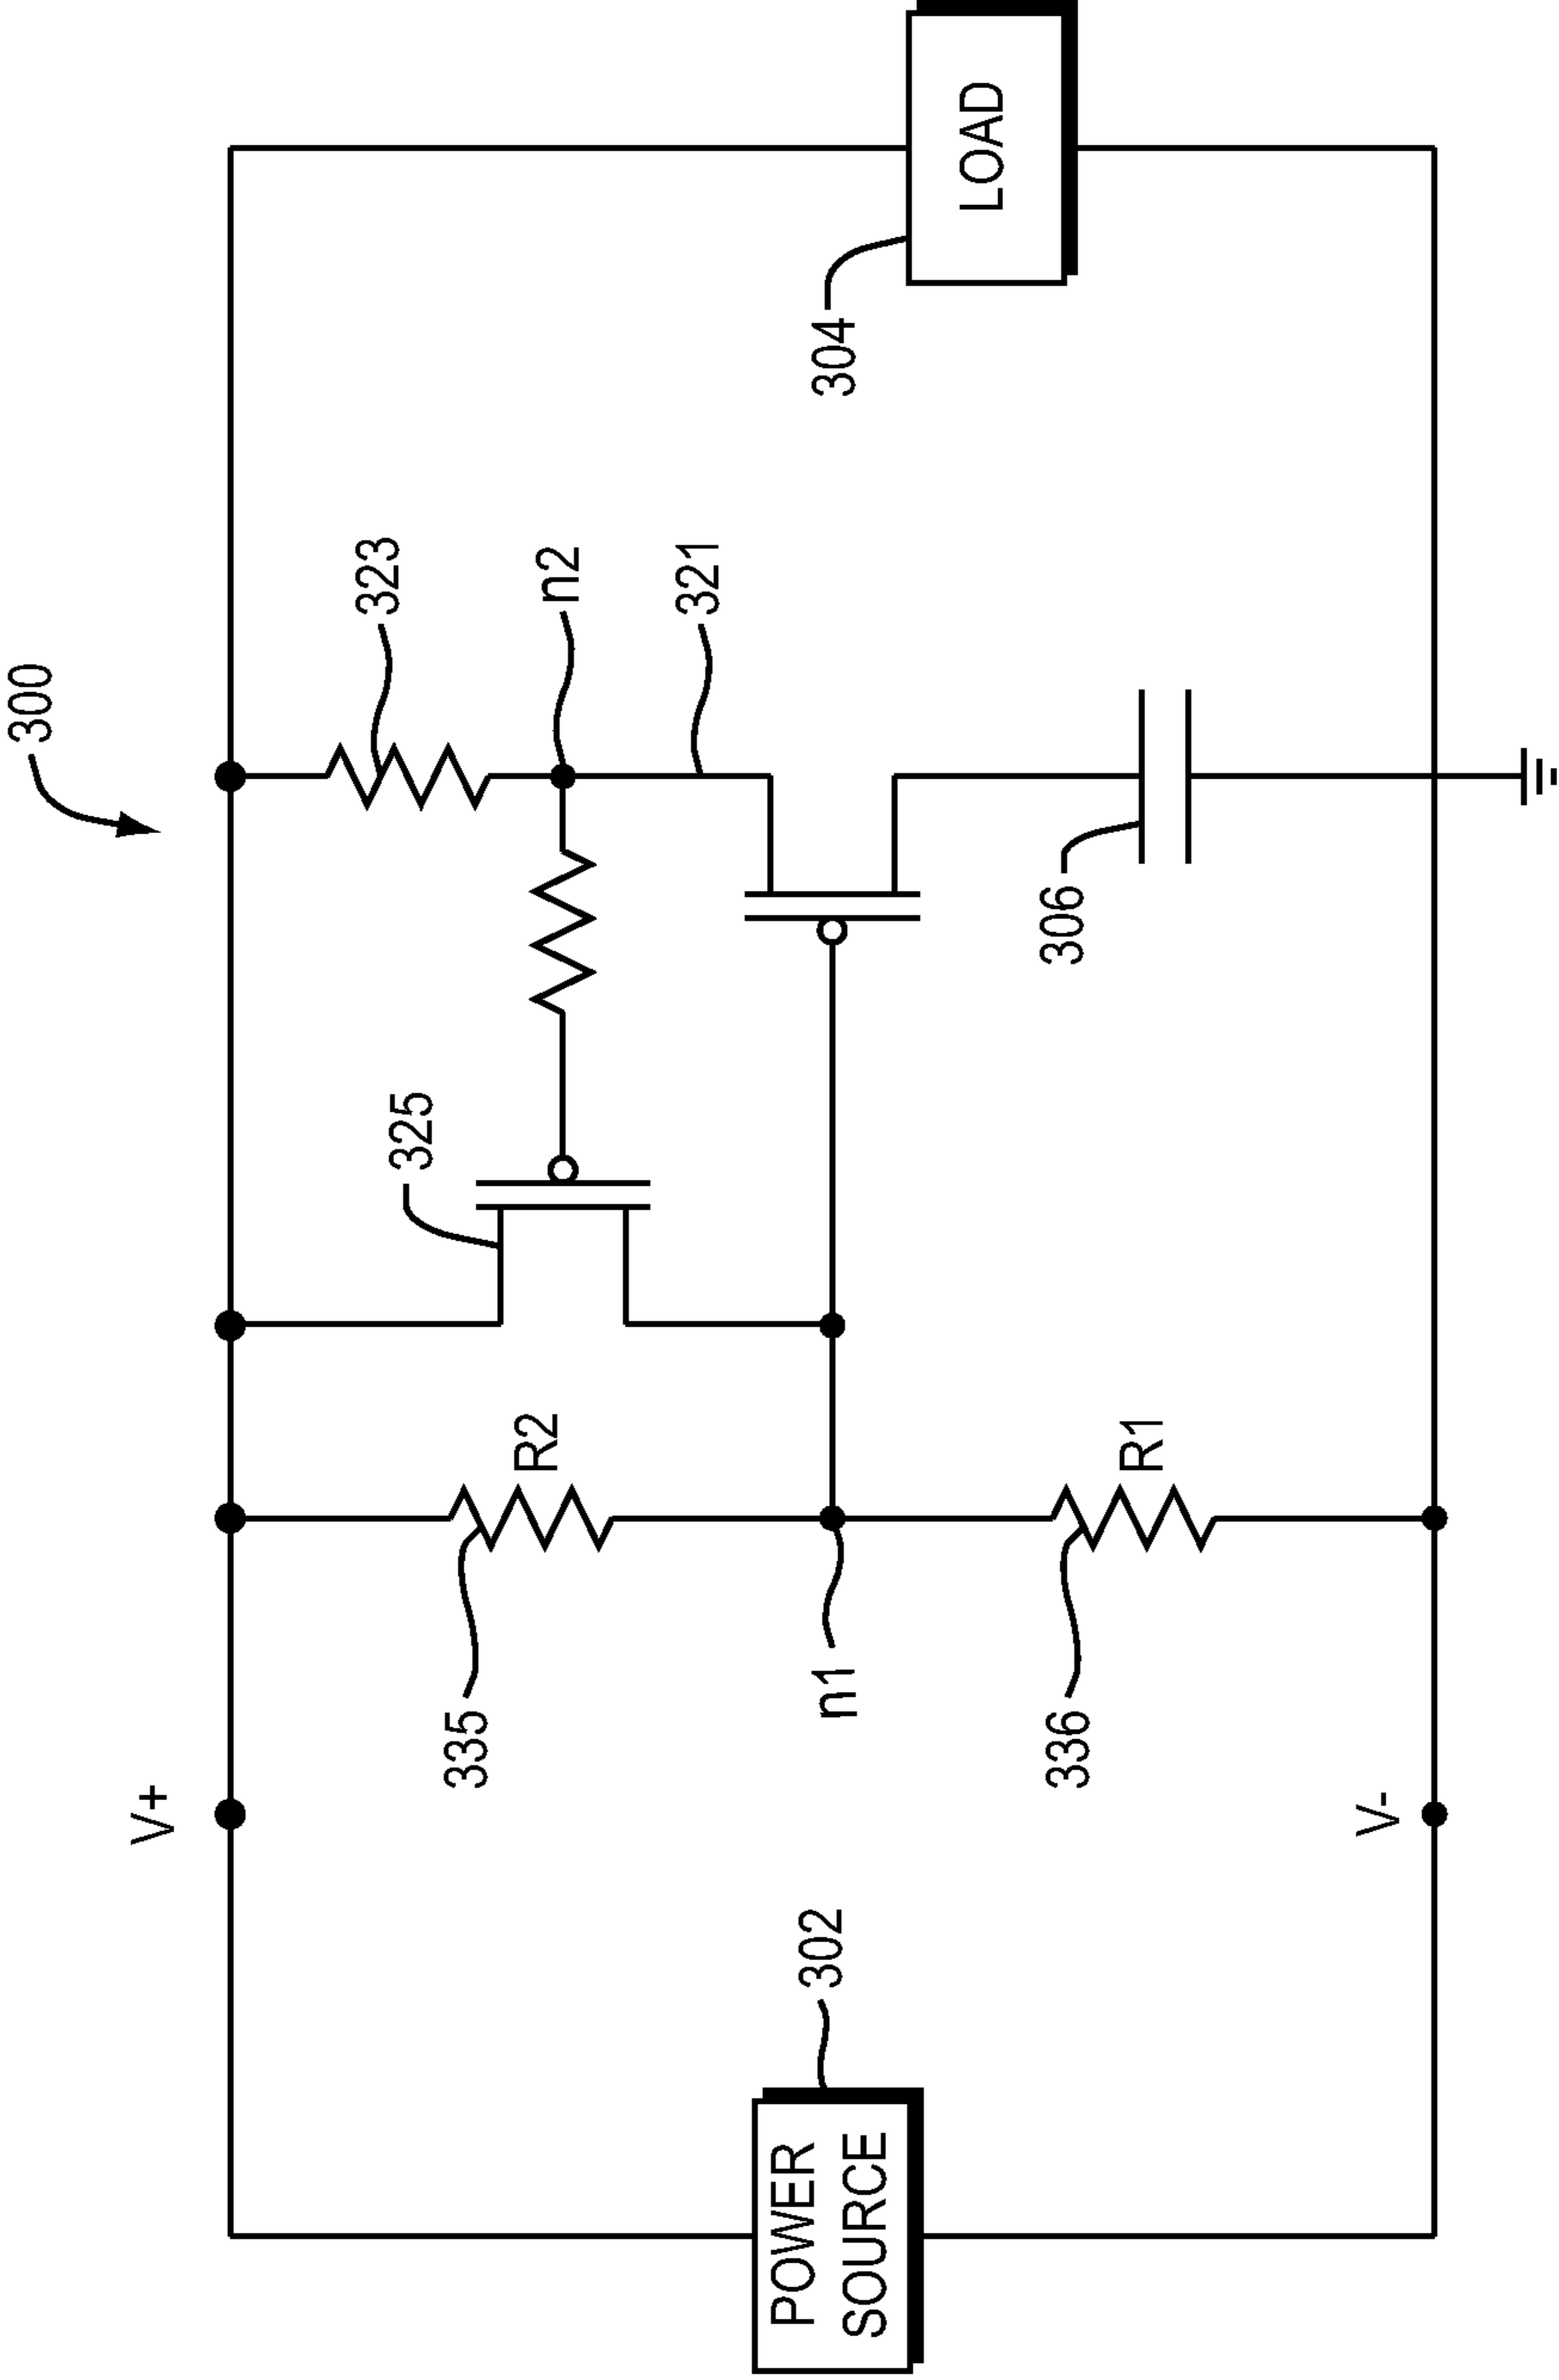 300
V+
323
n2
321
325
R2
335
n1
306
304
LOAD
R1
336
302
POWER
SOURCE
V-